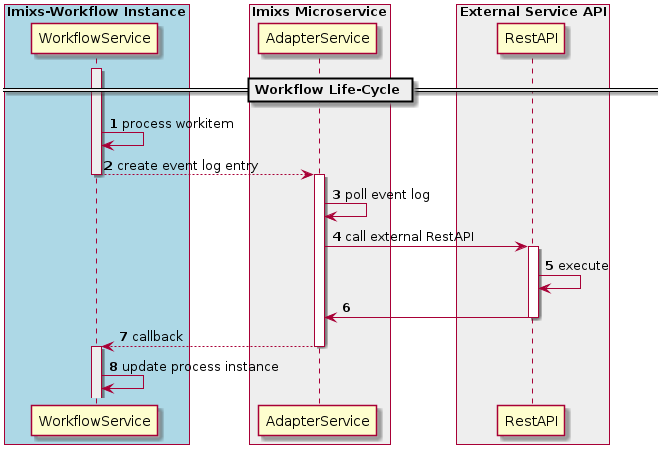 Imixs-Workflow Instance
Imixs Microservice
External Service API
WorkflowService
AdapterService
RestAPI
Workflow Life-Cycle
1 process workitem
2 create event log entry
3 poll event log
4 call external RestAPI
5 execute
6
7 callback
8 update process instance
WorkflowService
AdapterService
RestAPI